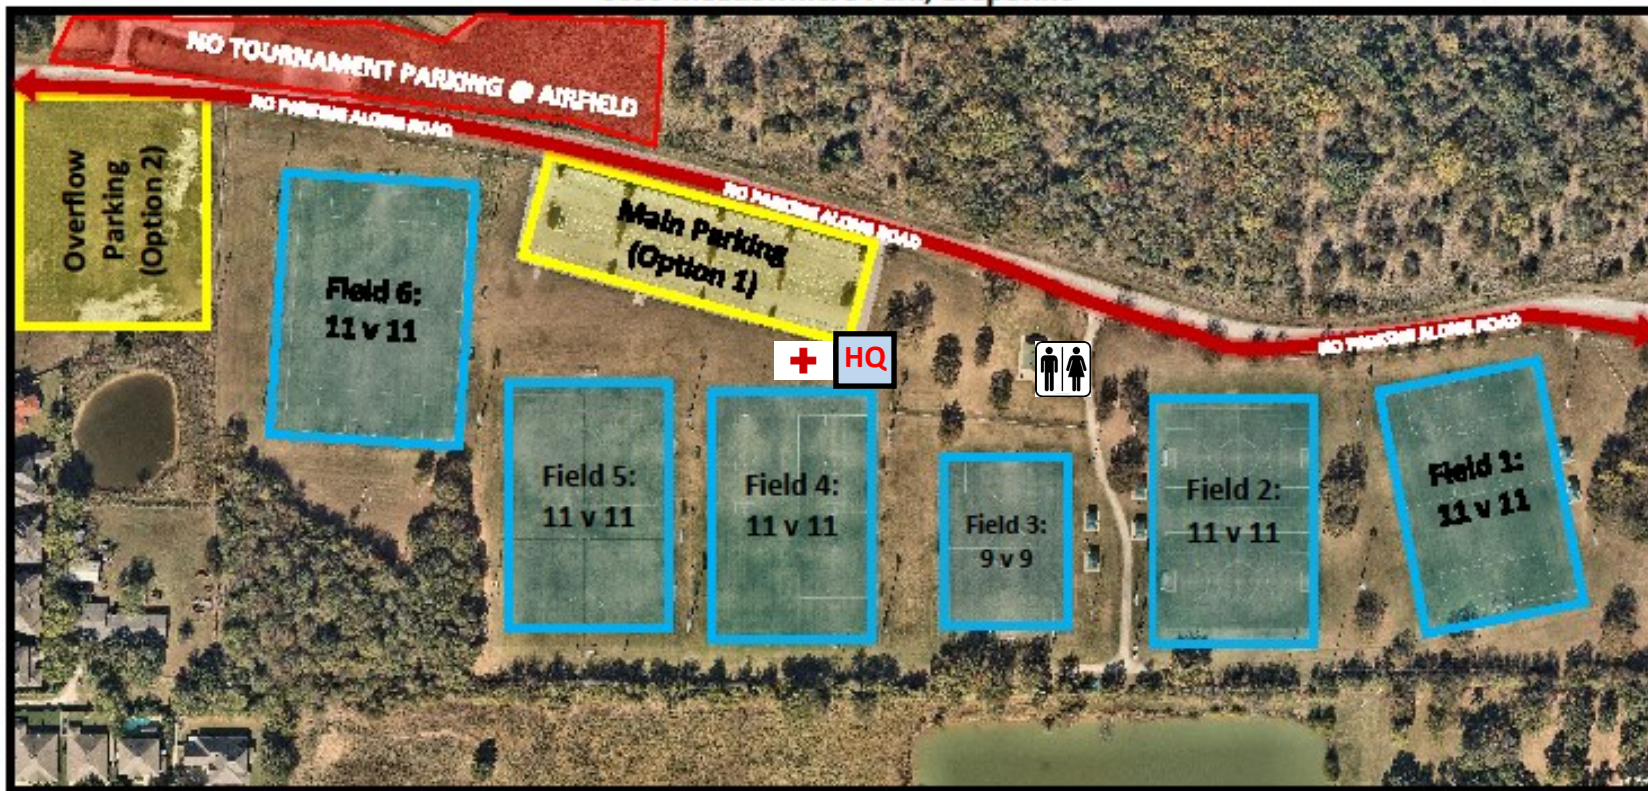 NO TOURNAMENT PARKING @ AIRFIELD
NO PARKING ALONG ROAD
Overflow
Parking
(Option 2)
Main Parking
(Option 1)
NO PARKING ALONG ROAD
NO PARKING ALONG ROAD
Field 6:
11 v 11
HQ
Field 5:
11 v 11
Field 4:
11 v 11
Field 3:
9 v 9
Field 2:
11 v 11
Field 1:
11 v 11